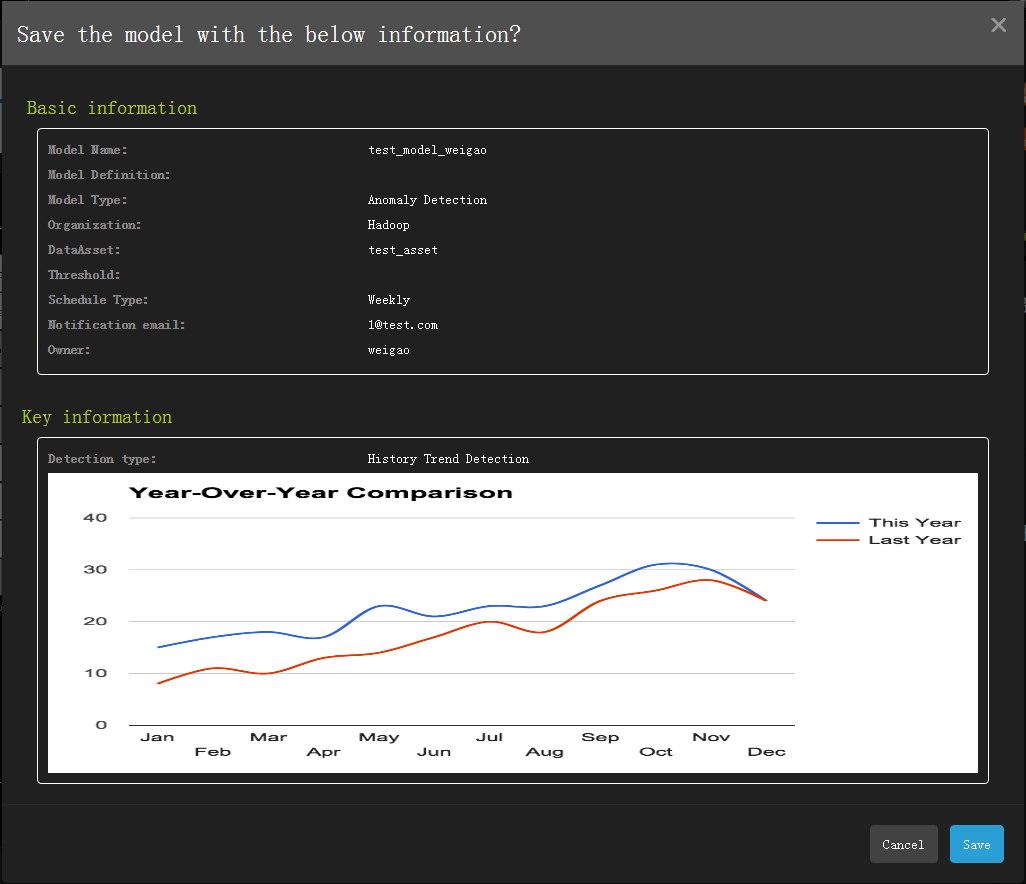 Save the model with the below information?
Basic information
Model Name: test_model_weigao
Model Definition:
Model Type: Anomaly Detection
Organization: Hadoop
DataAsset: test_asset
Threshold:
Schedule Type: Weekly
Notification email: 1@test.com
Owner: weigao
Key information
Detection type: History Trend Detection
Year-Over-Year Comparison
40
30
20
10
0
Jan Feb Mar Apr May Jun Jul Aug Sep Oct Nov Dec
This Year
Last Year
Cancel Save